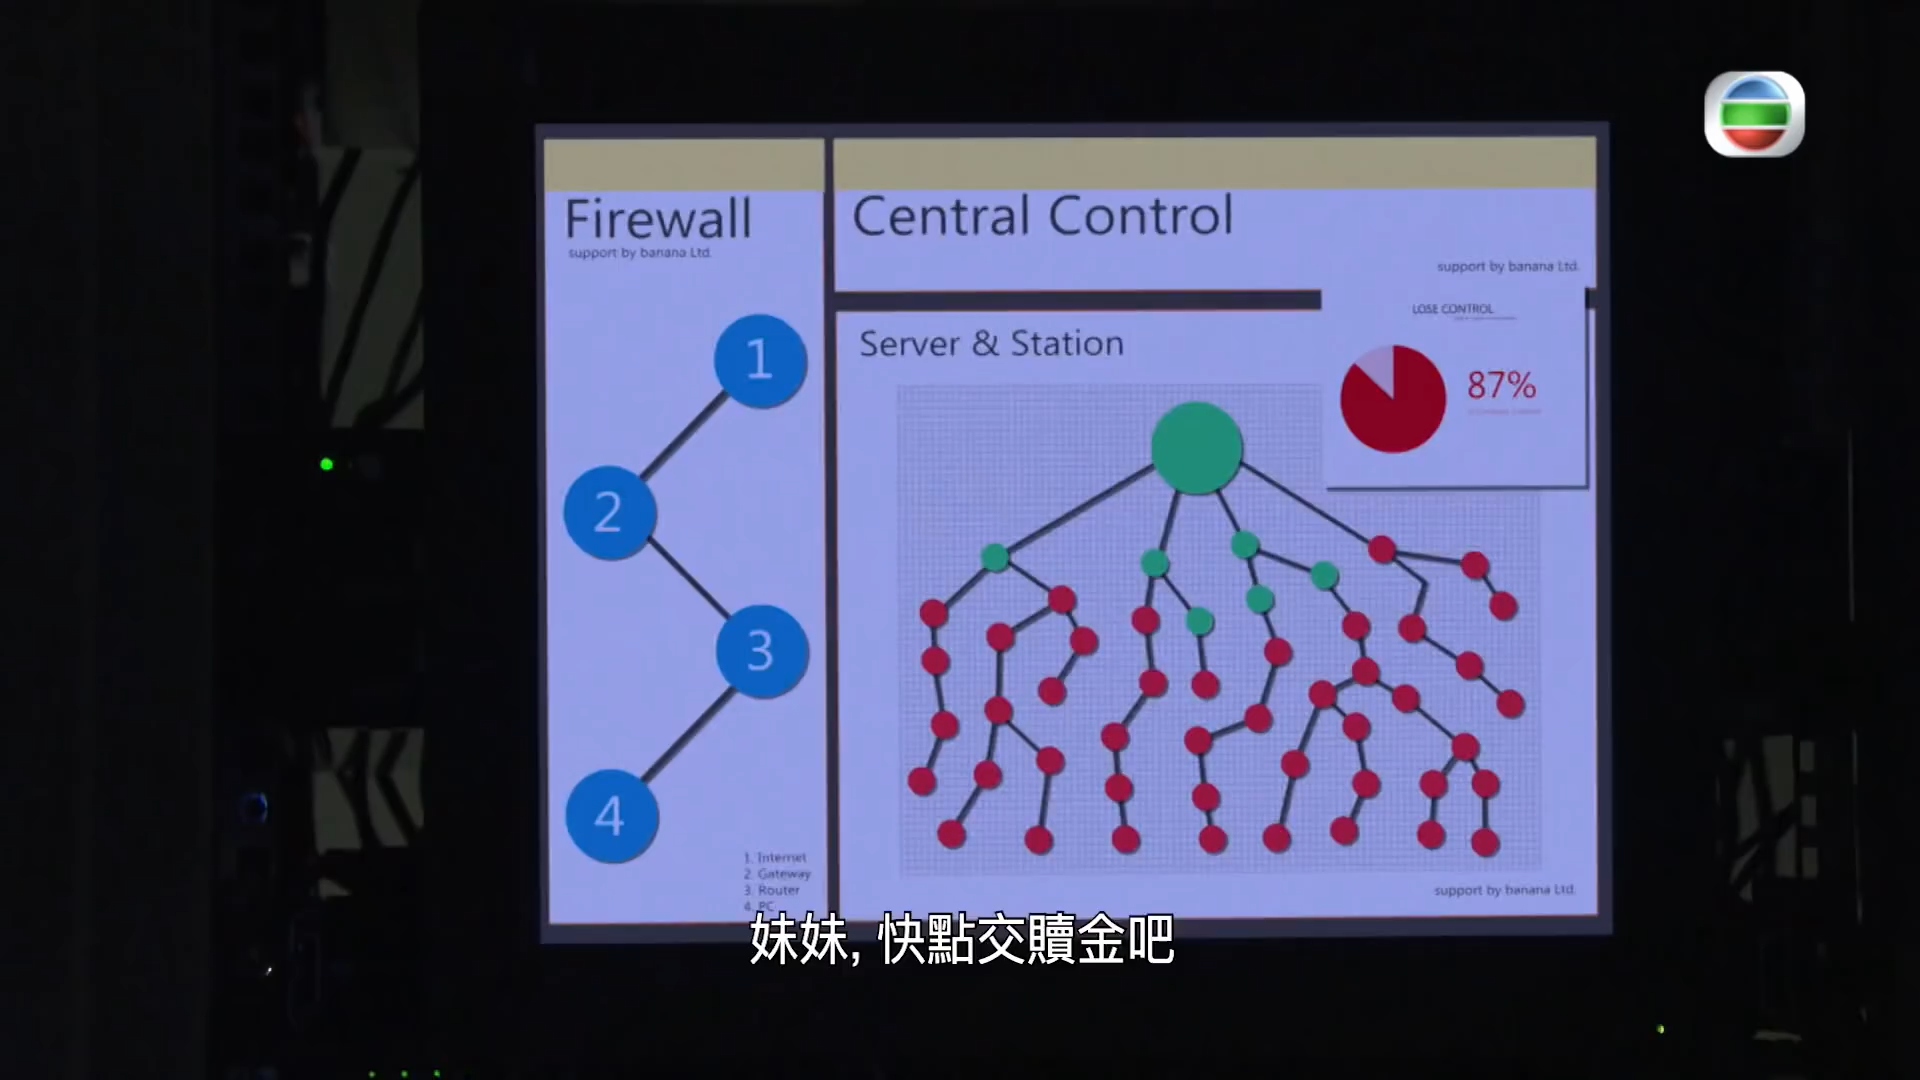 Firewall
support by banana Ltd.
1
2
3
4
1. Internet
2. Gateway
3. Router
4. PC
Central Control
support by banana Ltd.
LOSE CONTROL
87%
Server & Station
support by banana Ltd.
妹妹, 快點交贖金吧